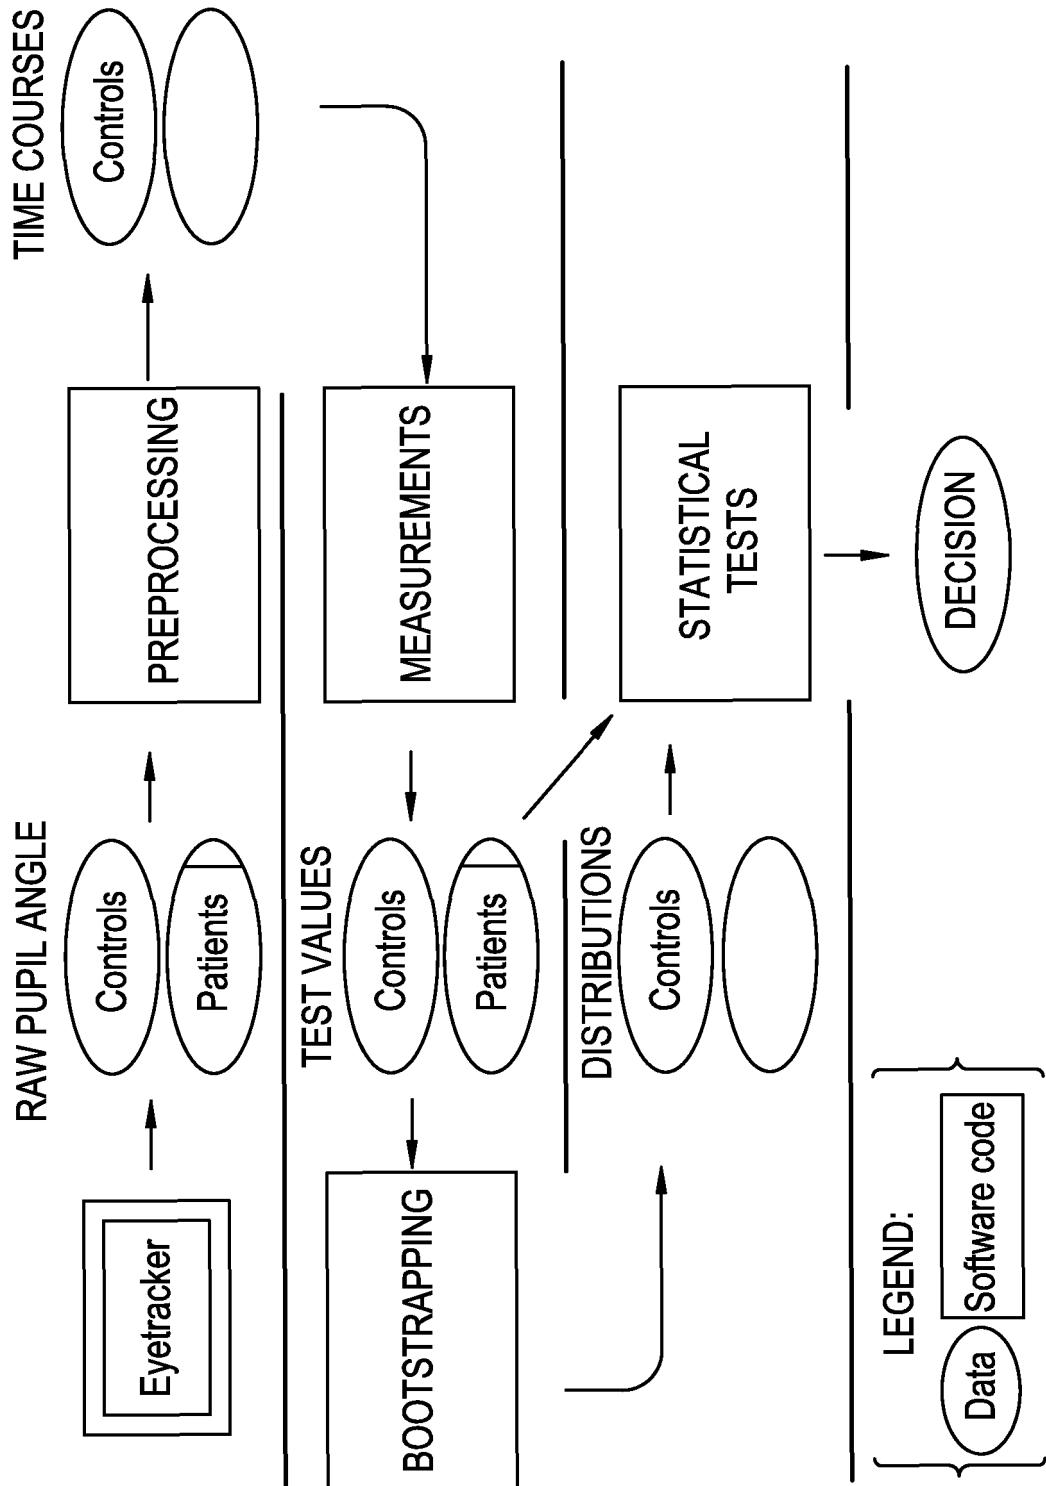 RAW PUPIL ANGLE
TIME COURSES
Eyetracker
Controls
Patients
PREPROCESSING
Controls
TEST VALUES
BOOTSTRAPPING
Controls
Patients
MEASUREMENTS
DISTRIBUTIONS
Controls
STATISTICAL
TESTS
LEGEND:
Data
Software code
DECISION